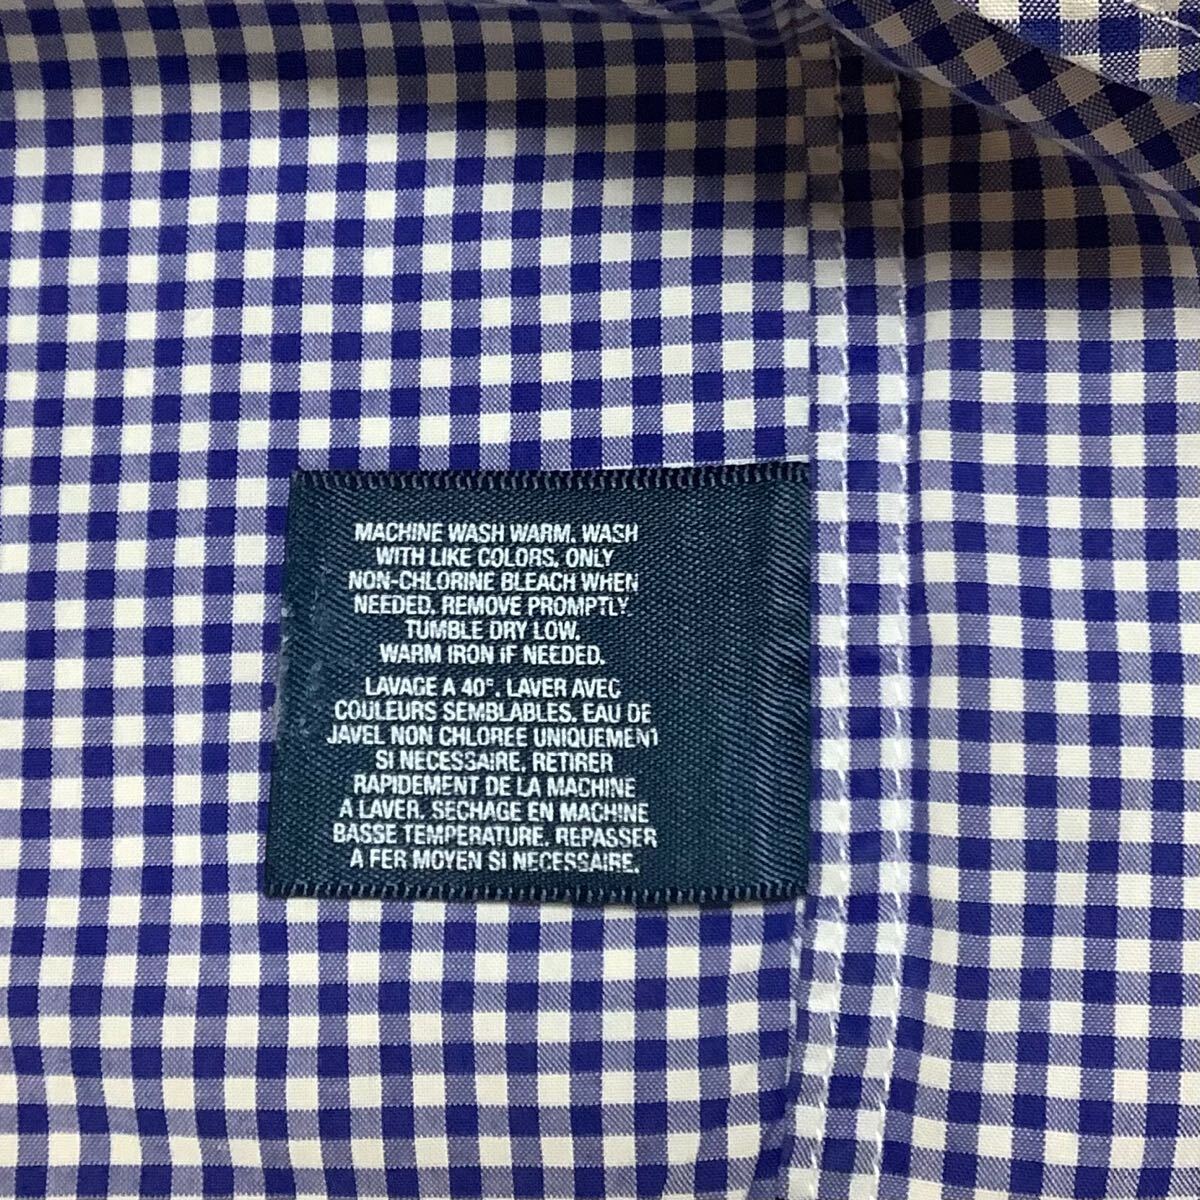 MACHINE WASH WARM. WASH
WITH LIKE COLORS. ONLY
NON-CHLORINE BLEACH WHEN
NEEDED. REMOVE PROMPTLY.
TUMBLE DRY LOW.
WARM IRON IF NEEDED.
LAVAGE A 40°. LAVER AVEC
COULEURS SEMBLABLES. EAU DE
JAVEL NON CHLOREE UNIQUEMENT
SI NECESSAIRE. RETIRER
RAPIDEMENT DE LA MACHINE
A LAVER. SECHAGE EN MACHINE
BASSE TEMPERATURE. REPASSER
A FER MOYEN SI NECESSAIRE.